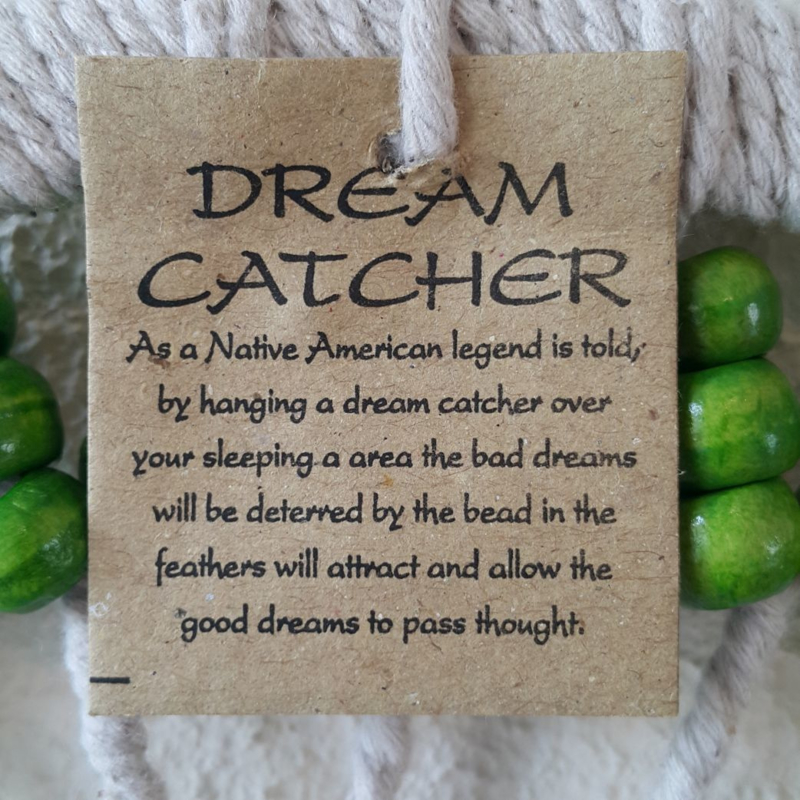 DREAM
CATCHER
As a Native American legend is told,
by hanging a dream catcher over
your sleeping a area the bad dreams
will be deterred by the bead in the
feathers will attract and allow the
good dreams to pass thought.